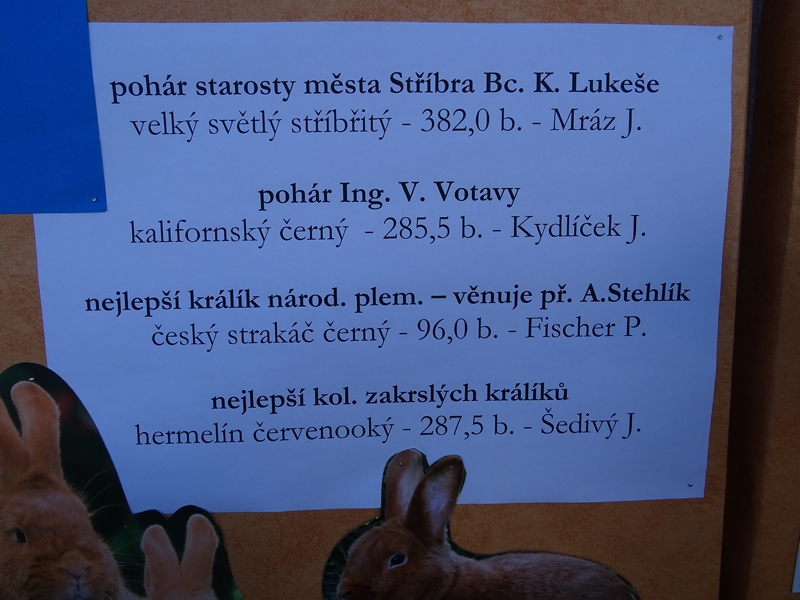 pohár starosty města Stříbra Bc. K. Lukeše
velký světlý stříbřitý - 382,0 b. - Mráz J.
pohár Ing. V. Votavy
kalifornský černý - 285,5 b. - Kydlíček J.
nejlepší králík národ. plem. – věnuje př. A.Stehlík
český strakáč černý - 96,0 b. - Fischer P.
nejlepší kol. zakrslých králíků
hermelín červenooký - 287,5 b. - Šedivý J.